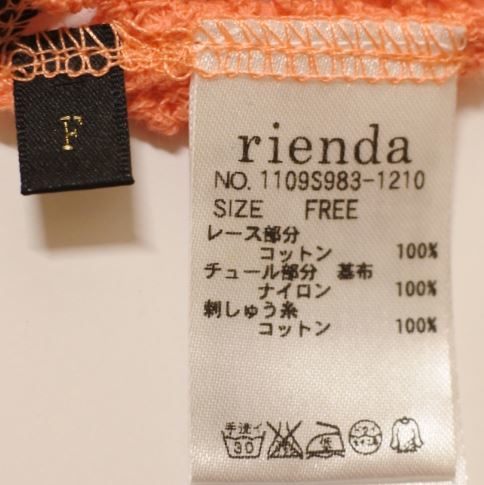 F
rienda
NO. 1109S983-1210
SIZE FREE
レース部分
コットン 100%
チュール部分 基布
ナイロン 100%
刺しゅう糸
コットン 100%
手洗イ
30
低